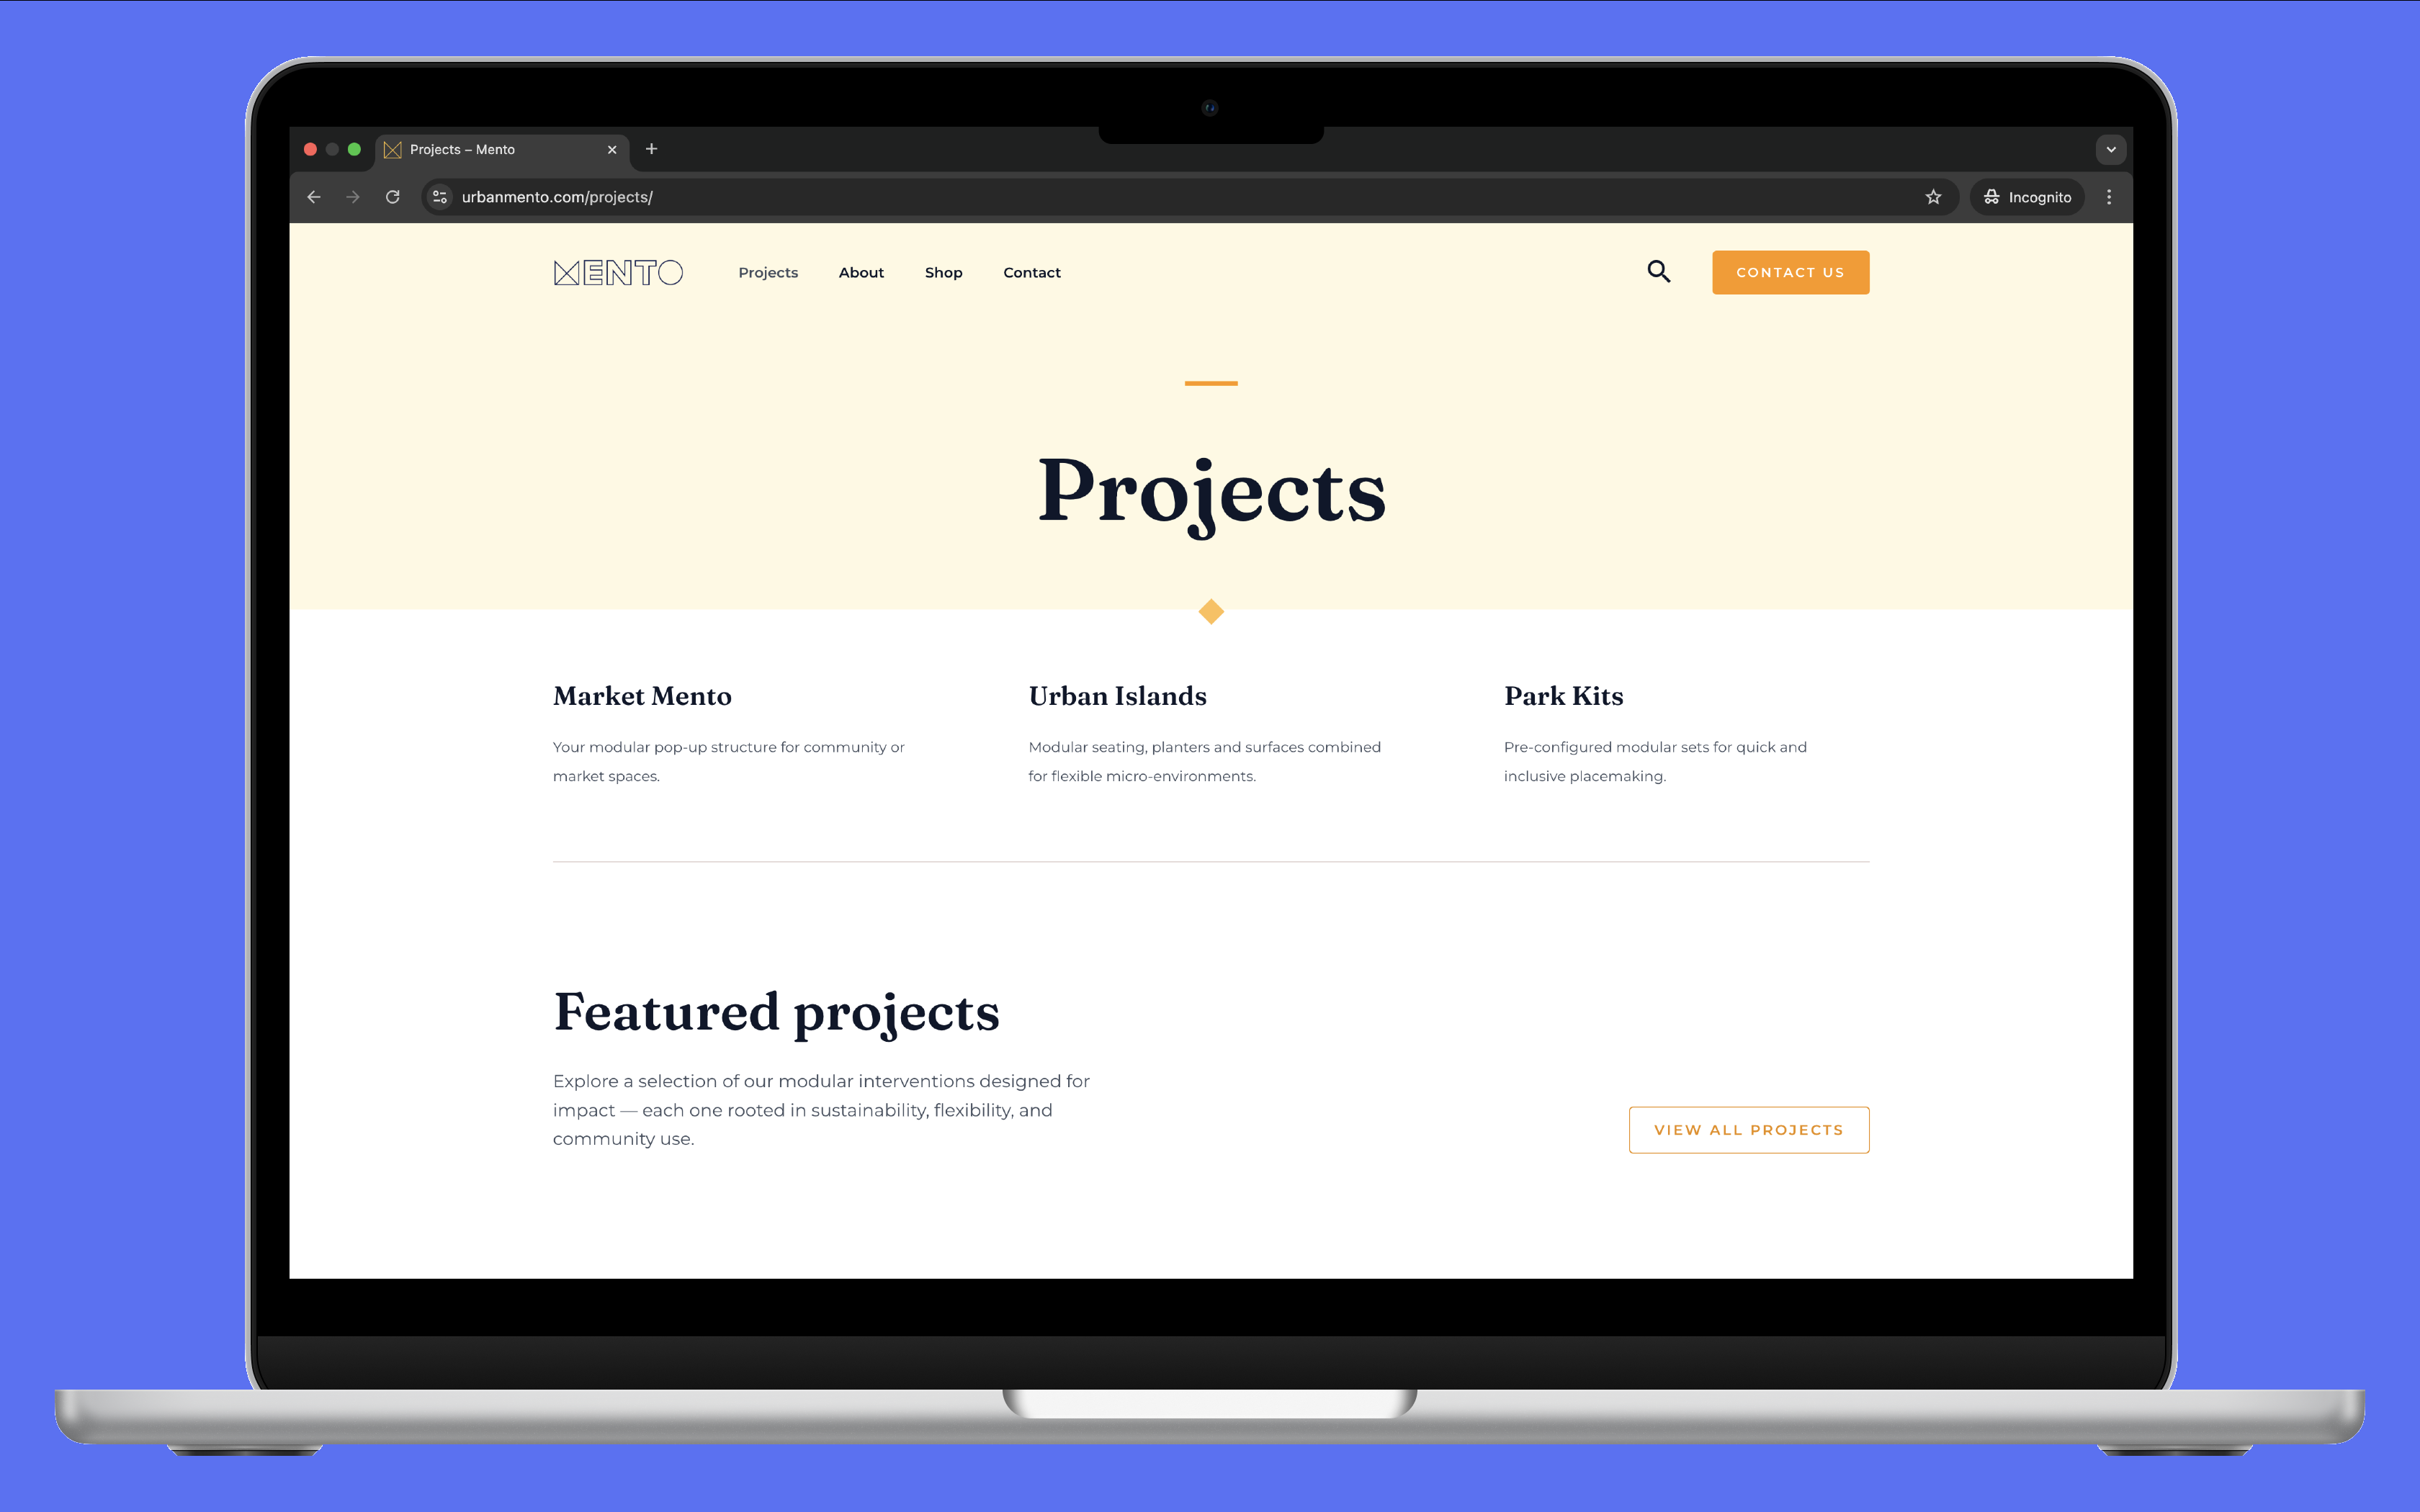 Projects – Mento
urbanmento.com/projects/
Incognito
MENTO
Projects
About
Shop
Contact
CONTACT US
Projects
Market Mento
Your modular pop-up structure for community or
market spaces.
Urban Islands
Modular seating, planters and surfaces combined
for flexible micro-environments.
Park Kits
Pre-configured modular sets for quick and
inclusive placemaking.
Featured projects
Explore a selection of our modular interventions designed for
impact — each one rooted in sustainability, flexibility, and
community use.
VIEW ALL PROJECTS